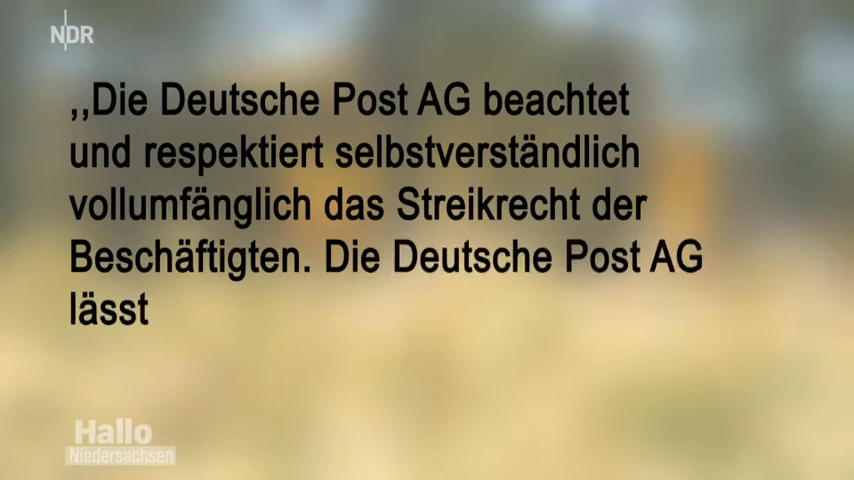 NDR
,,Die Deutsche Post AG beachtet
und respektiert selbstverständlich
vollumfänglich das Streikrecht der
Beschäftigten. Die Deutsche Post AG
lässt
Hallo
Niedersachsen